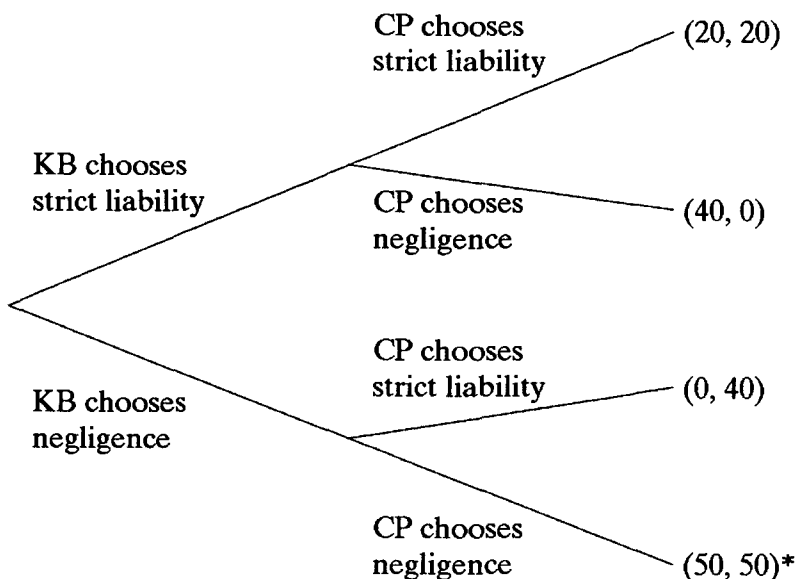 CP chooses
strict liability
(20, 20)
KB chooses
strict liability
CP chooses
negligence
(40, 0)
CP chooses
strict liability
(0, 40)
KB chooses
negligence
CP chooses
negligence
(50, 50)*